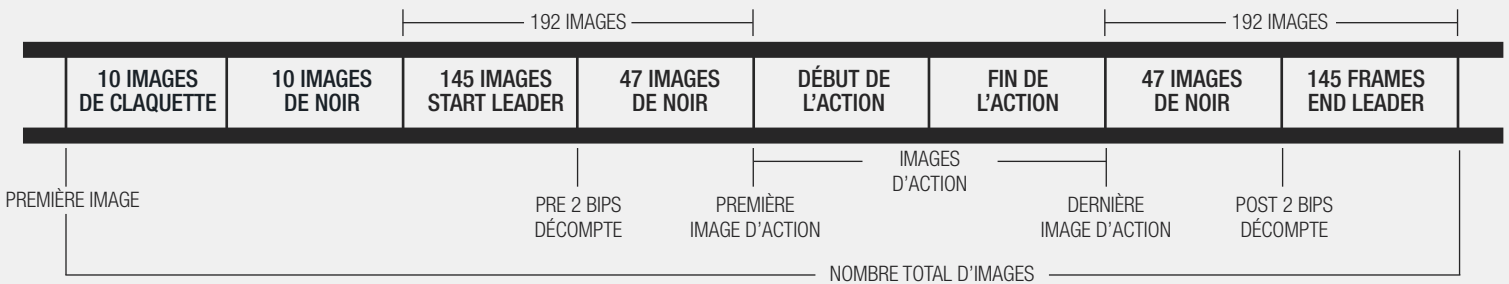 192 IMAGES
192 IMAGES
10 IMAGES
DE CLAQUETTE
10 IMAGES
DE NOIR
145 IMAGES
START LEADER
47 IMAGES
DE NOIR
DÉBUT DE
L'ACTION
FIN DE
L'ACTION
47 IMAGES
DE NOIR
145 FRAMES
END LEADER
PREMIÈRE IMAGE
PRE 2 BIPS
DÉCOMPTE
PREMIÈRE
IMAGE D'ACTION
IMAGES
D'ACTION
DERNIÈRE
IMAGE D'ACTION
POST 2 BIPS
DÉCOMPTE
NOMBRE TOTAL D'IMAGES